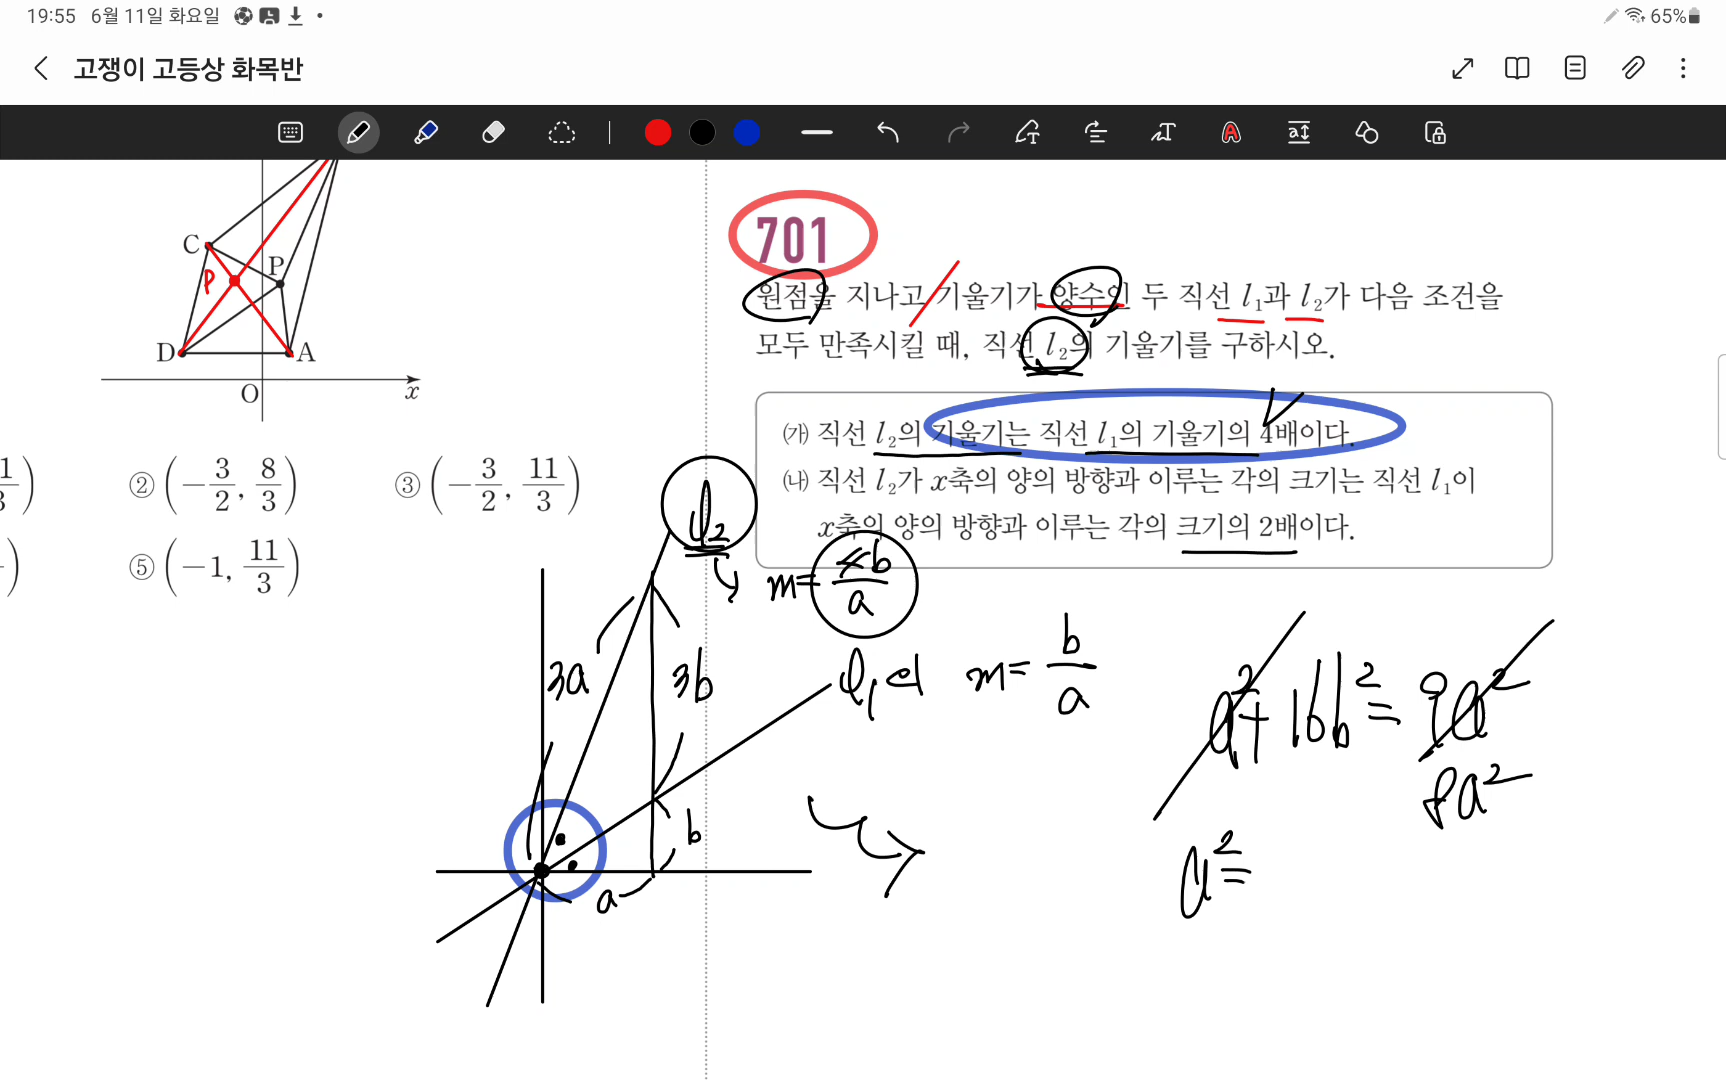 19:55 6월 11일 화요일
65%
고쟁이 고등상 화목반
C
P
P
D
A
O
x
② (-3/2, 8/3)
③ (-3/2, 11/3)
⑤ (-1, 11/3)
701
원점을 지나고 기울기가 양수인 두 직선 l₁과 l₂가 다음 조건을
모두 만족시킬 때, 직선 l₂의 기울기를 구하시오.
㈎ 직선 l₂의 기울기는 직선 l₁의 기울기의 4배이다.
㈏ 직선 l₂가 x축의 양의 방향과 이루는 각의 크기는 직선 l₁이
x축의 양의 방향과 이루는 각의 크기의 2배이다.
l₂
m=4b/a
3a
3b
l₁
m=b/a
b
a
a²+16b²=9a²
8a²
a²=